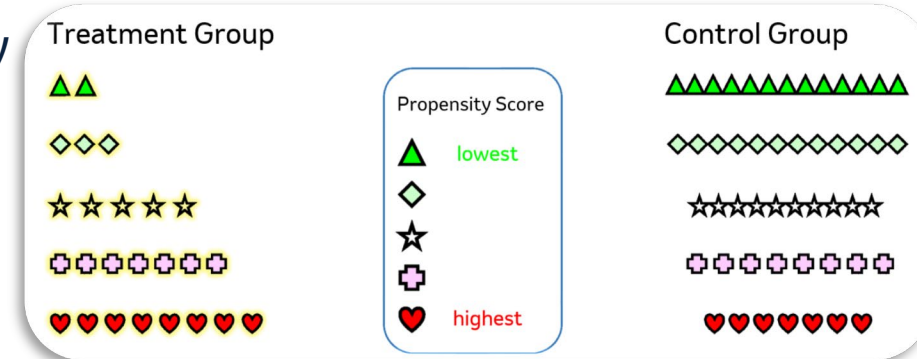 Treatment Group
Control Group
Propensity Score
lowest
highest